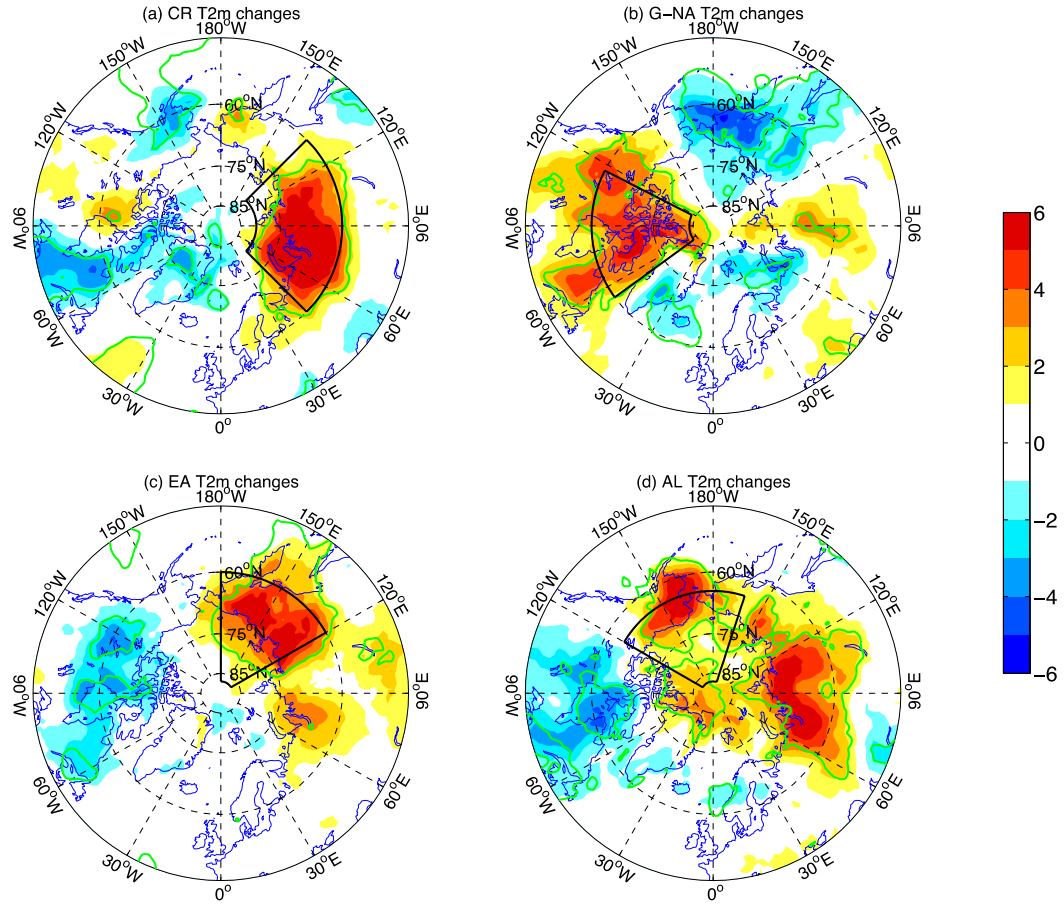 (a) CR T2m changes
(b) G−NA T2m changes
180°W
180°W
150°W
150°E
150°W
150°E
120°W
60°N
120°E
120°W
60°N
120°E
75°N
75°N
85°N
85°N
90°W
90°E
90°W
90°E
60°W
60°E
60°W
60°E
30°W
30°E
30°W
30°E
0°
0°
6
4
2
0
−2
−4
−6
(c) EA T2m changes
(d) AL T2m changes
180°W
180°W
150°W
150°E
150°W
150°E
120°W
60°N
120°E
120°W
60°N
120°E
75°N
75°N
85°N
85°N
90°W
90°E
90°W
90°E
60°W
60°E
60°W
60°E
30°W
30°E
30°W
30°E
0°
0°